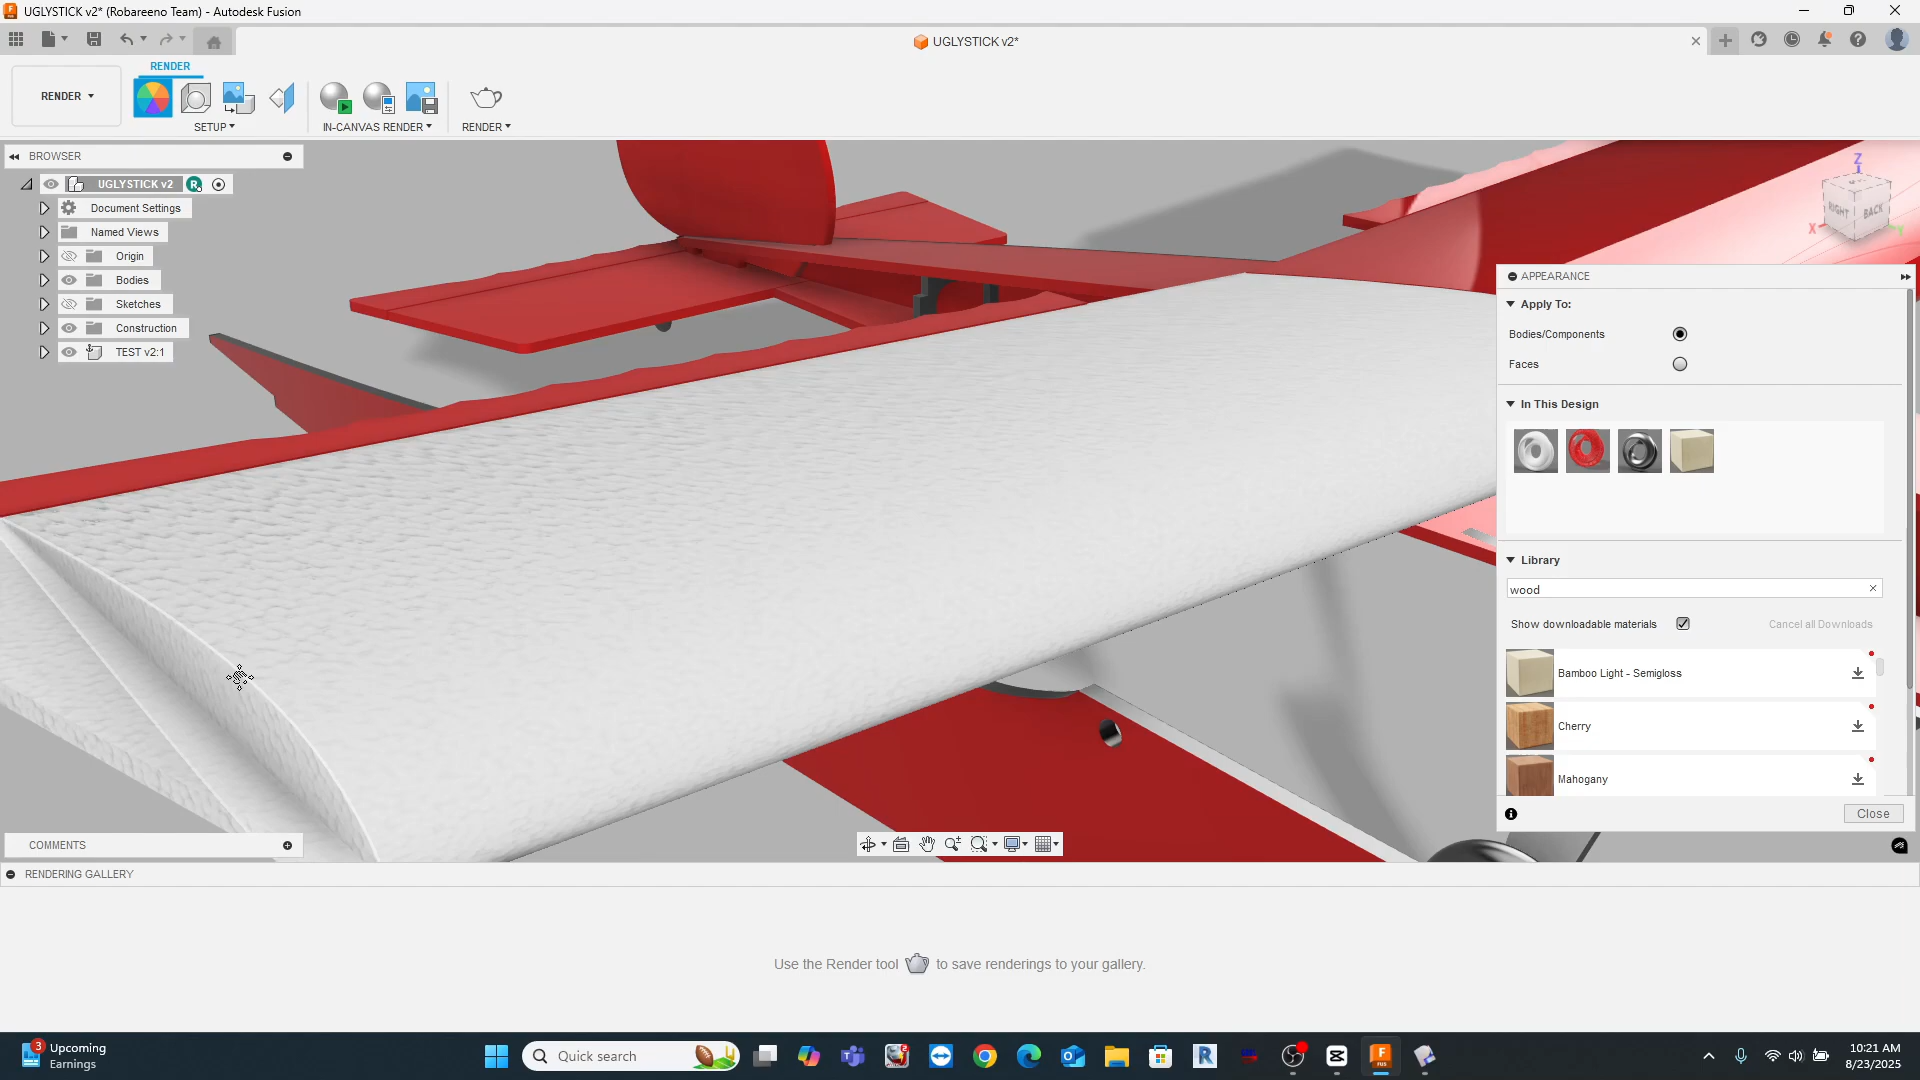 UGLYSTICK v2* (Robareeno Team) - Autodesk Fusion
UGLYSTICK v2*
RENDER
RENDER
SETUP
IN-CANVAS RENDER
RENDER
BROWSER
UGLYSTICK v2
R
Document Settings
Named Views
Origin
Bodies
Sketches
Construction
TEST v2:1
Z
RIGHT
BACK
X
Y
APPEARANCE
Apply To:
Bodies/Components
Faces
In This Design
Library
wood
Show downloadable materials
Cancel all Downloads
Bamboo Light - Semigloss
Cherry
Mahogany
Close
COMMENTS
RENDERING GALLERY
Use the Render tool to save renderings to your gallery.
3
Upcoming
Earnings
Quick search
10:21 AM
8/23/2025